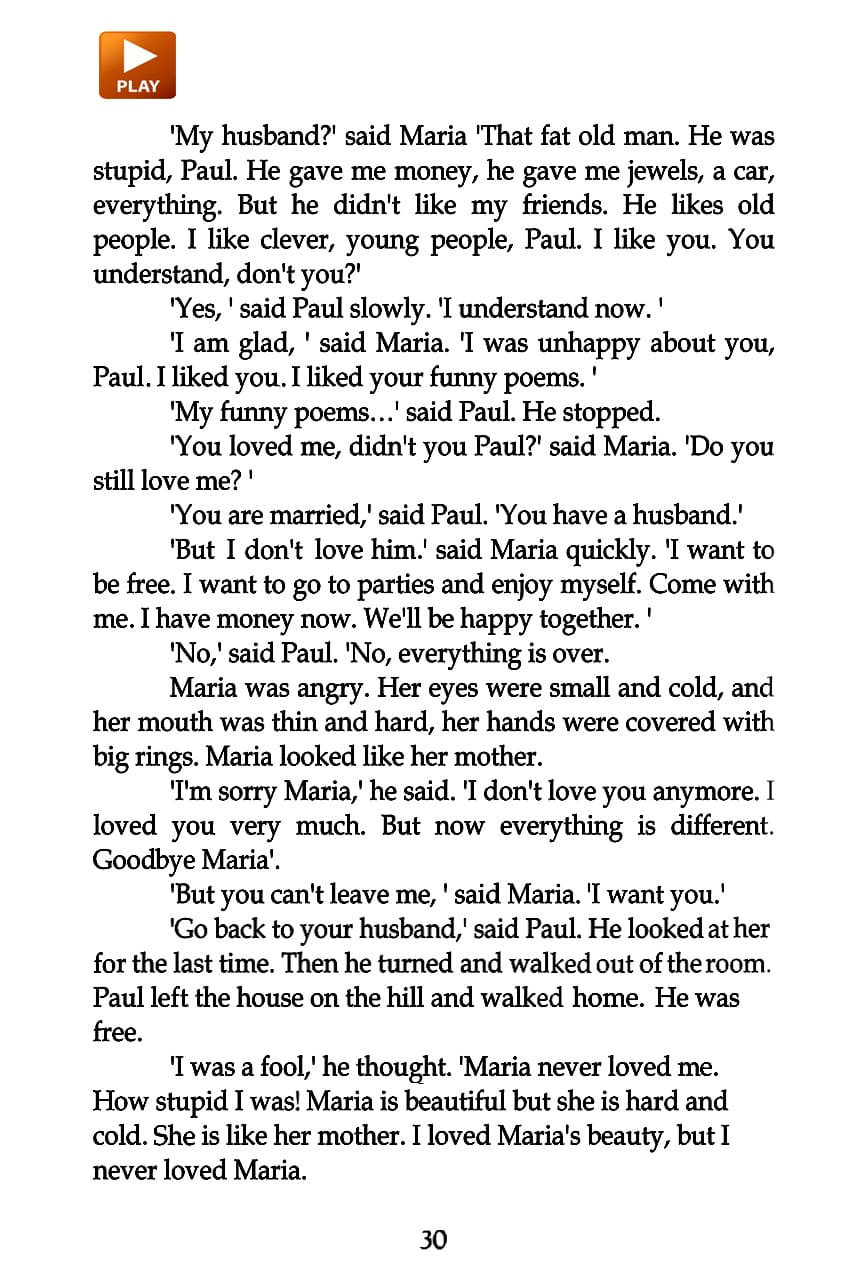 PLAY
'My husband?' said Maria 'That fat old man. He was
stupid, Paul. He gave me money, he gave me jewels, a car,
everything. But he didn't like my friends. He likes old
people. I like clever, young people, Paul. I like you. You
understand, don't you?'
'Yes, ' said Paul slowly. 'I understand now. '
'I am glad, ' said Maria. 'I was unhappy about you,
Paul. I liked you. I liked your funny poems. '
'My funny poems…' said Paul. He stopped.
'You loved me, didn't you Paul?' said Maria. 'Do you
still love me? '
'You are married,' said Paul. 'You have a husband.'
'But I don't love him.' said Maria quickly. 'I want to
be free. I want to go to parties and enjoy myself. Come with
me. I have money now. We'll be happy together. '
'No,' said Paul. 'No, everything is over.
Maria was angry. Her eyes were small and cold, and
her mouth was thin and hard, her hands were covered with
big rings. Maria looked like her mother.
'I'm sorry Maria,' he said. 'I don't love you anymore. I
loved you very much. But now everything is different.
Goodbye Maria'.
'But you can't leave me, ' said Maria. 'I want you.'
'Go back to your husband,' said Paul. He looked at her
for the last time. Then he turned and walked out of the room.
Paul left the house on the hill and walked home. He was
free.
'I was a fool,' he thought. 'Maria never loved me.
How stupid I was! Maria is beautiful but she is hard and
cold. She is like her mother. I loved Maria's beauty, but I
never loved Maria.
30